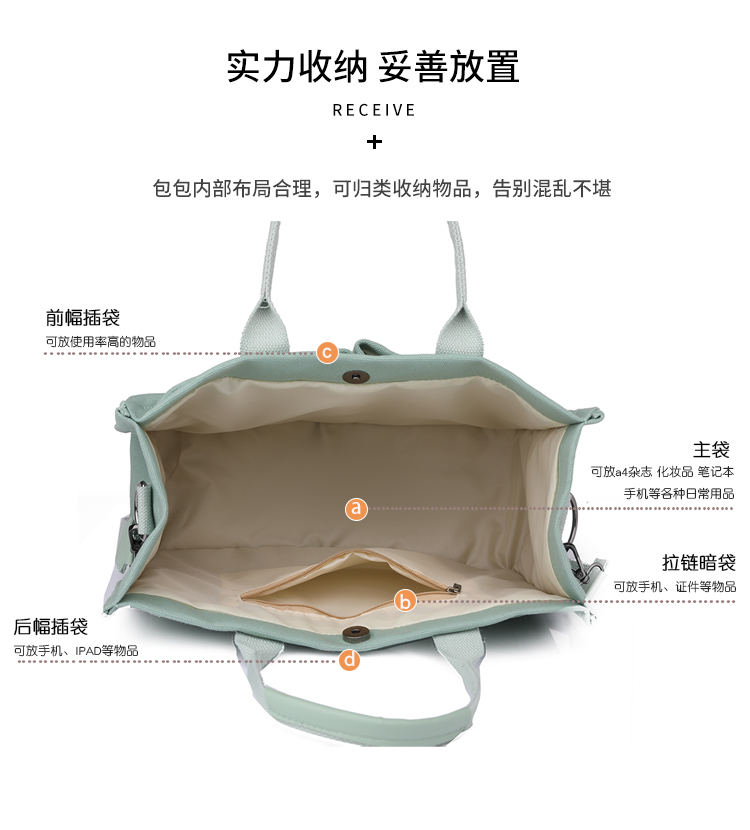 实力收纳 妥善放置
RECEIVE
+
包包内部布局合理，可归类收纳物品，告别混乱不堪
前幅插袋
可放使用率高的物品
c
主袋
可放a4杂志 化妆品 笔记本
手机等各种日常用品
a
拉链暗袋
可放手机、证件等物品
b
后幅插袋
可放手机、IPAD等物品
d